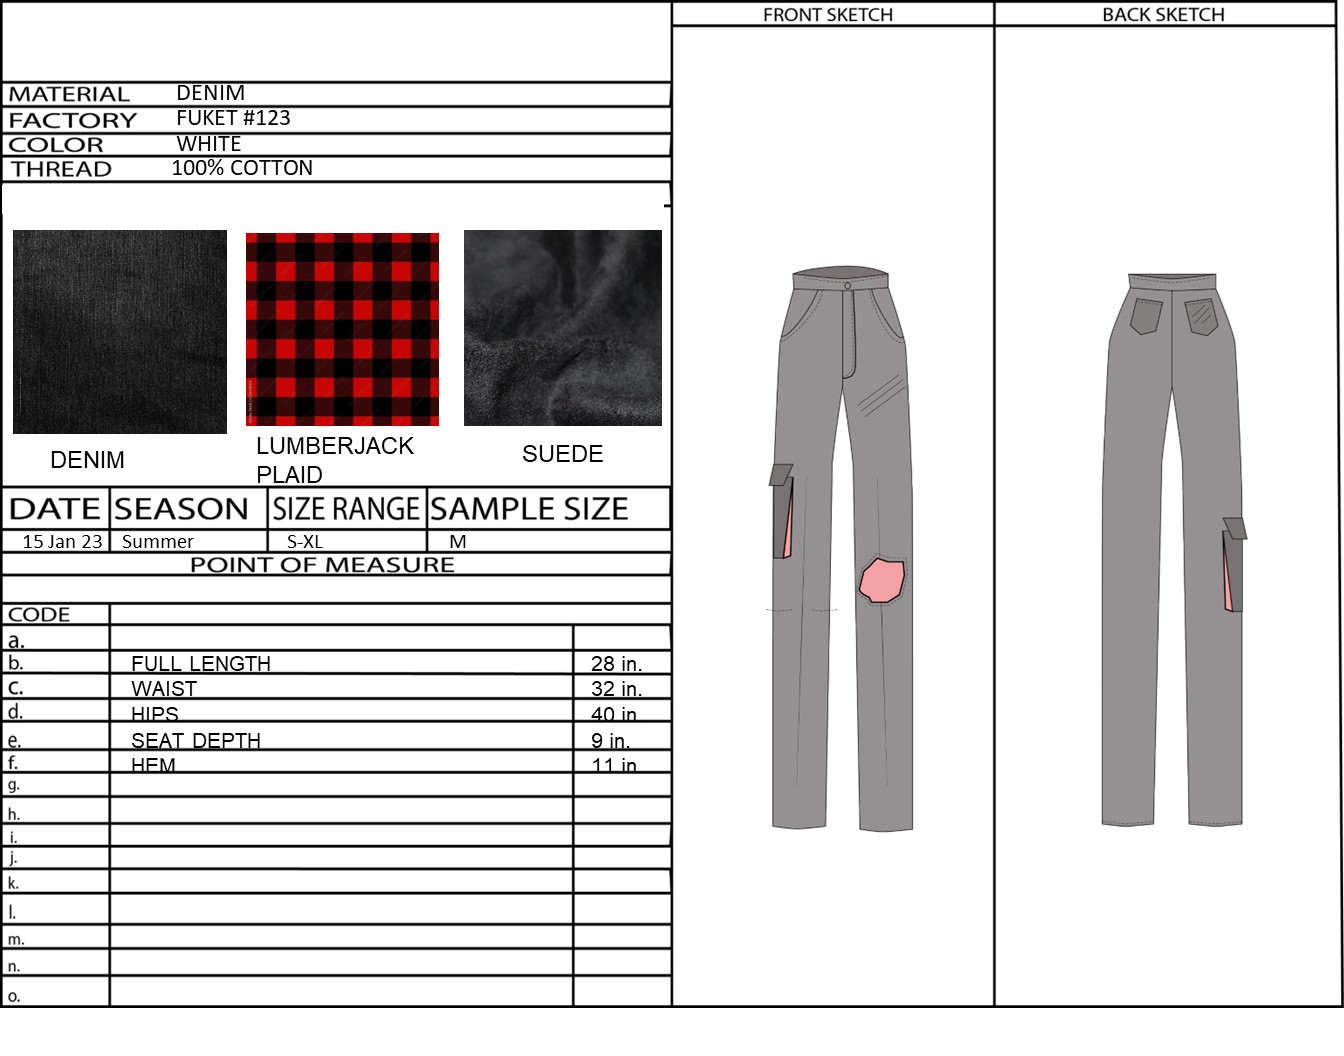 FRONT SKETCH
BACK SKETCH
MATERIAL DENIM
FACTORY FUKET #123
COLOR WHITE
THREAD 100% COTTON
DENIM
LUMBERJACK
PLAID
SUEDE
DATE SEASON SIZE RANGE SAMPLE SIZE
15 Jan 23 Summer S-XL M
POINT OF MEASURE
CODE
a.
b. FULL LENGTH 28 in.
c. WAIST 32 in.
d. HIPS 40 in
e. SEAT DEPTH 9 in.
f. HEM 11 in
g.
h.
i.
j.
k.
l.
m.
n.
o.